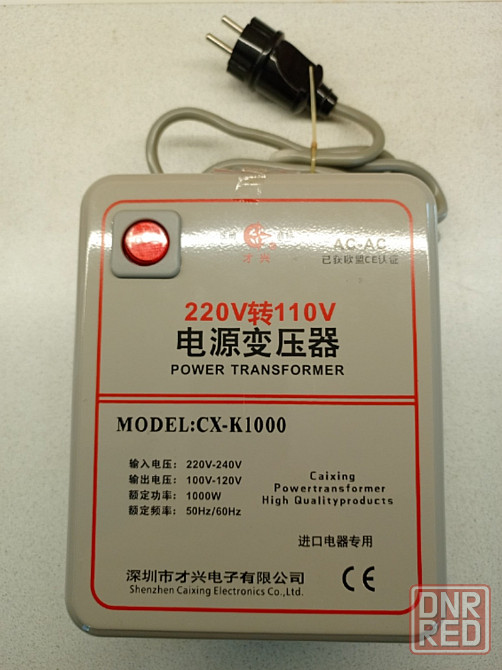 AC-AC
才兴
已获欧盟CE认证
220V转110V
电源变压器
POWER TRANSFORMER
MODEL:CX-K1000
输入电压: 220V-240V
输出电压: 100V-120V
额定功率: 1000W
额定频率: 50Hz/60Hz
Caixing
Powertransformer
High Qualityproducts
进口电器专用
深圳市才兴电子有限公司
Shenzhen Caixing Electronics Co.,Ltd.
CE
DNR
RED